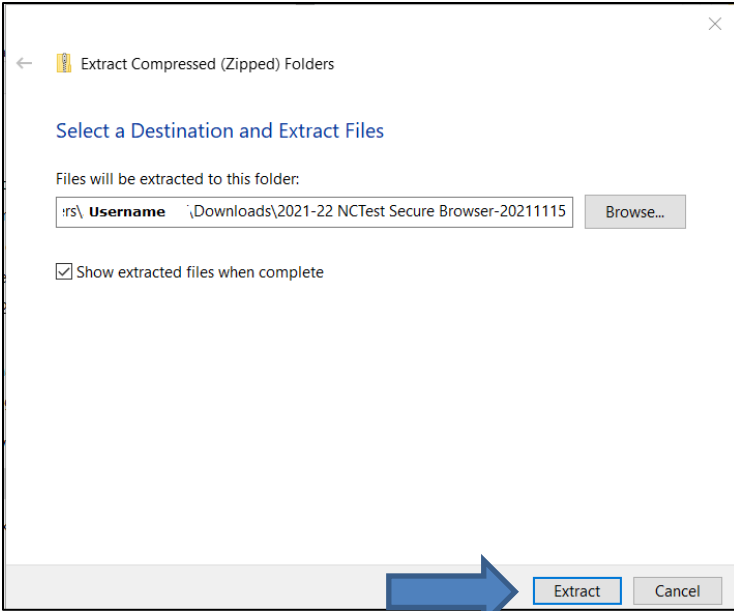 Extract Compressed (Zipped) Folders
Select a Destination and Extract Files
Files will be extracted to this folder:
rs\ Username \Downloads\2021-22 NCTest Secure Browser-20211115
Browse...
Show extracted files when complete
Extract
Cancel